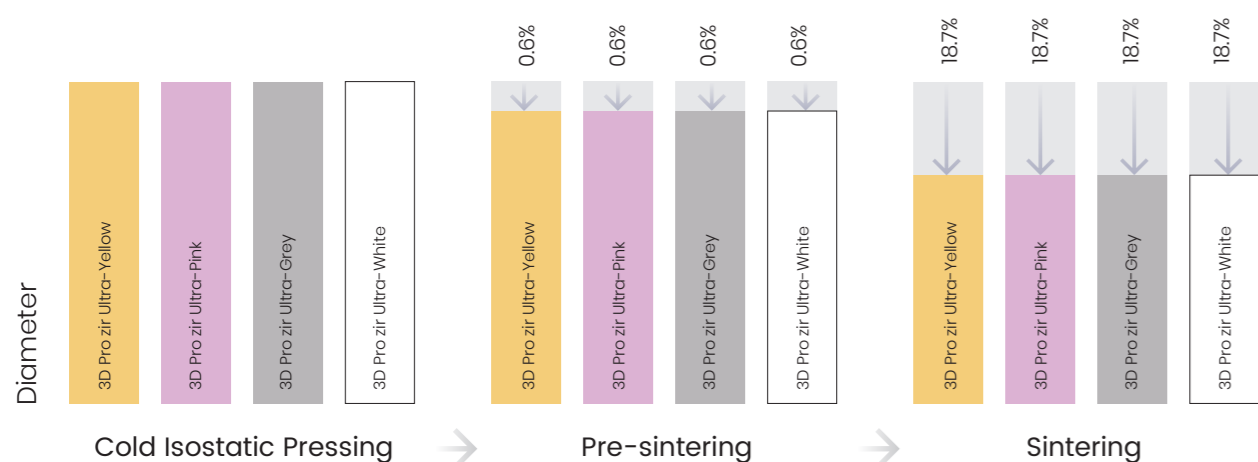 0.6%
0.6%
0.6%
0.6%
18.7%
18.7%
18.7%
18.7%
Diameter
3D Pro zir Ultra-Yellow
3D Pro zir Ultra-Pink
3D Pro zir Ultra-Grey
3D Pro zir Ultra-White
3D Pro zir Ultra-Yellow
3D Pro zir Ultra-Pink
3D Pro zir Ultra-Grey
3D Pro zir Ultra-White
3D Pro zir Ultra-Yellow
3D Pro zir Ultra-Pink
3D Pro zir Ultra-Grey
3D Pro zir Ultra-White
Cold Isostatic Pressing
Pre-sintering
Sintering